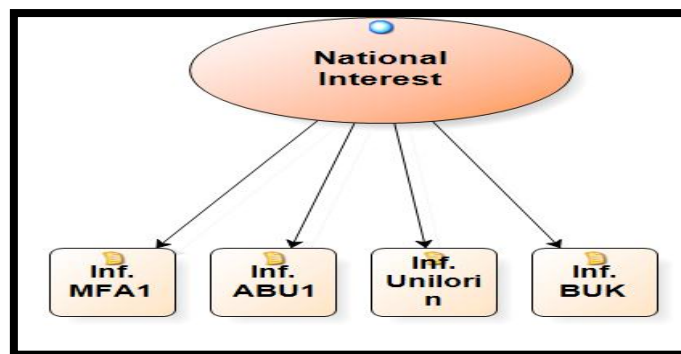 National
Interest
Inf.
MFA1
Inf.
ABU1
Inf.
Unilori
n
Inf.
BUK